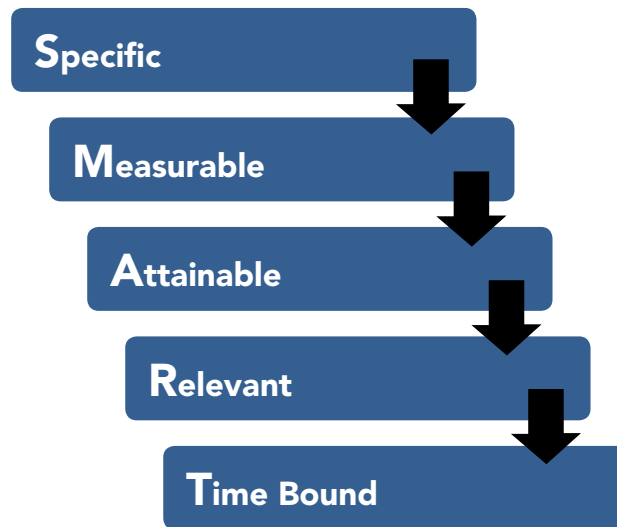 Specific
Measurable
Attainable
Relevant
Time Bound